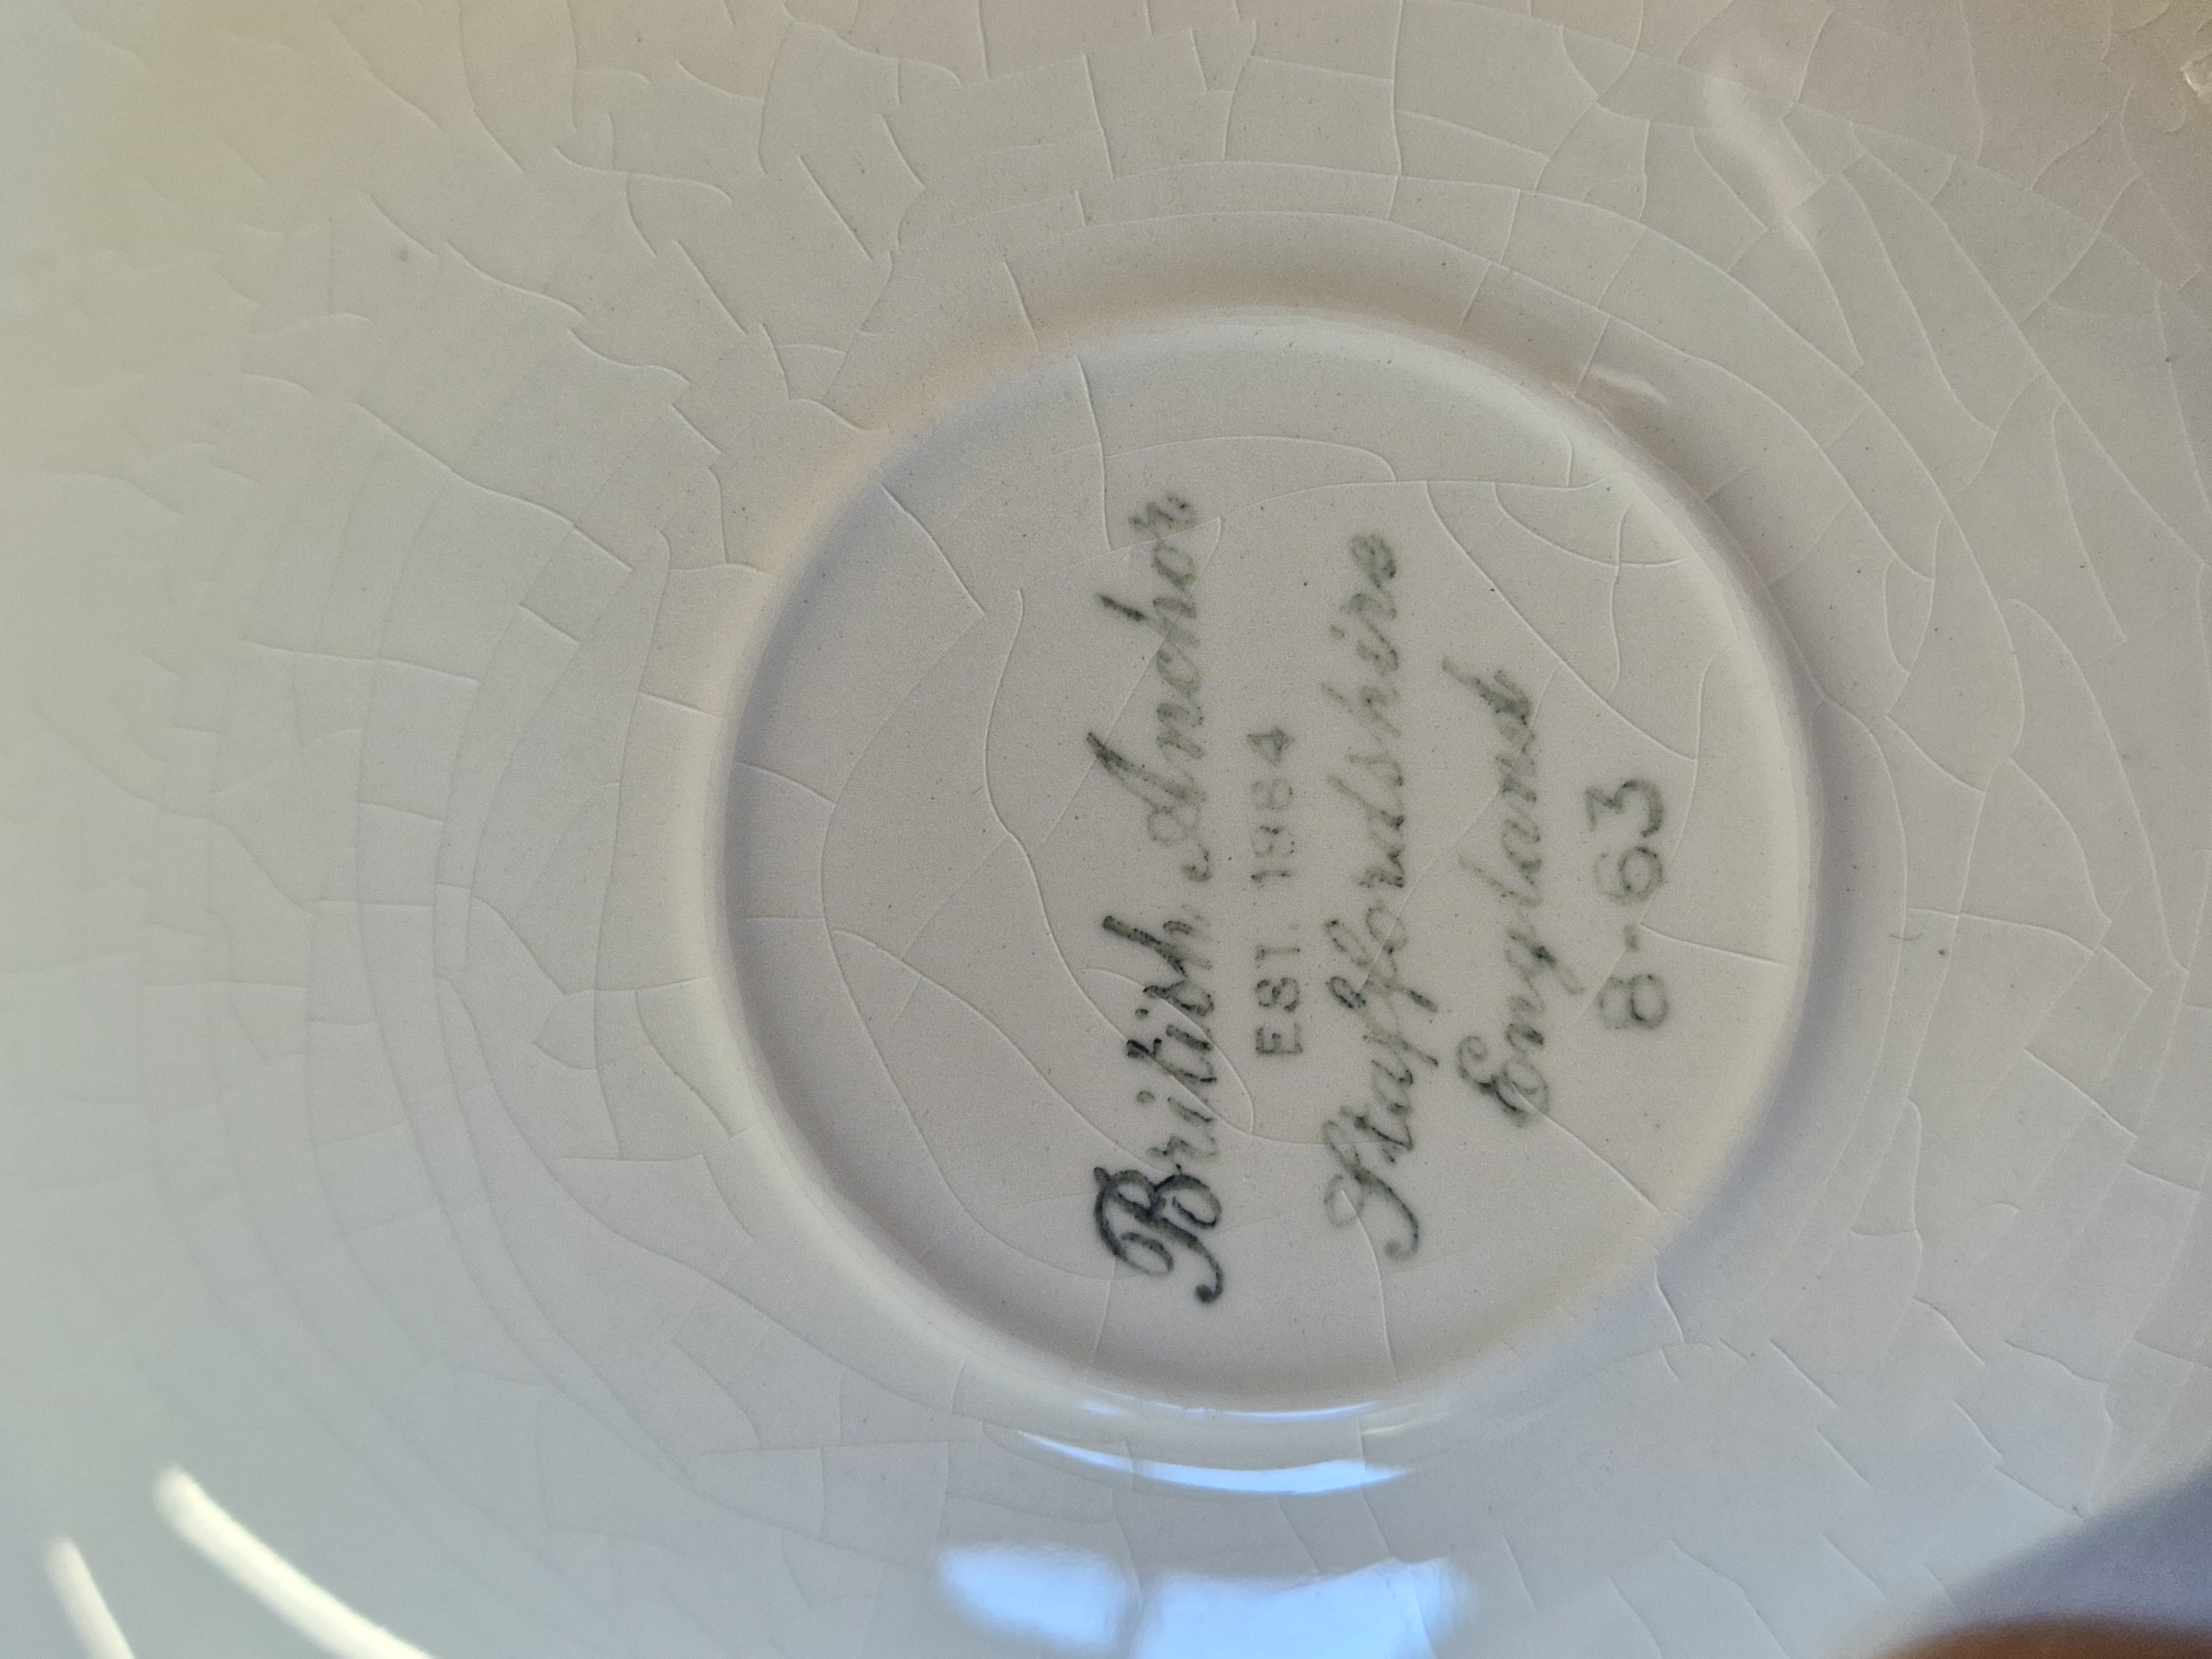 British Anchor
EST. 1884
Staffordshire
England
8-63